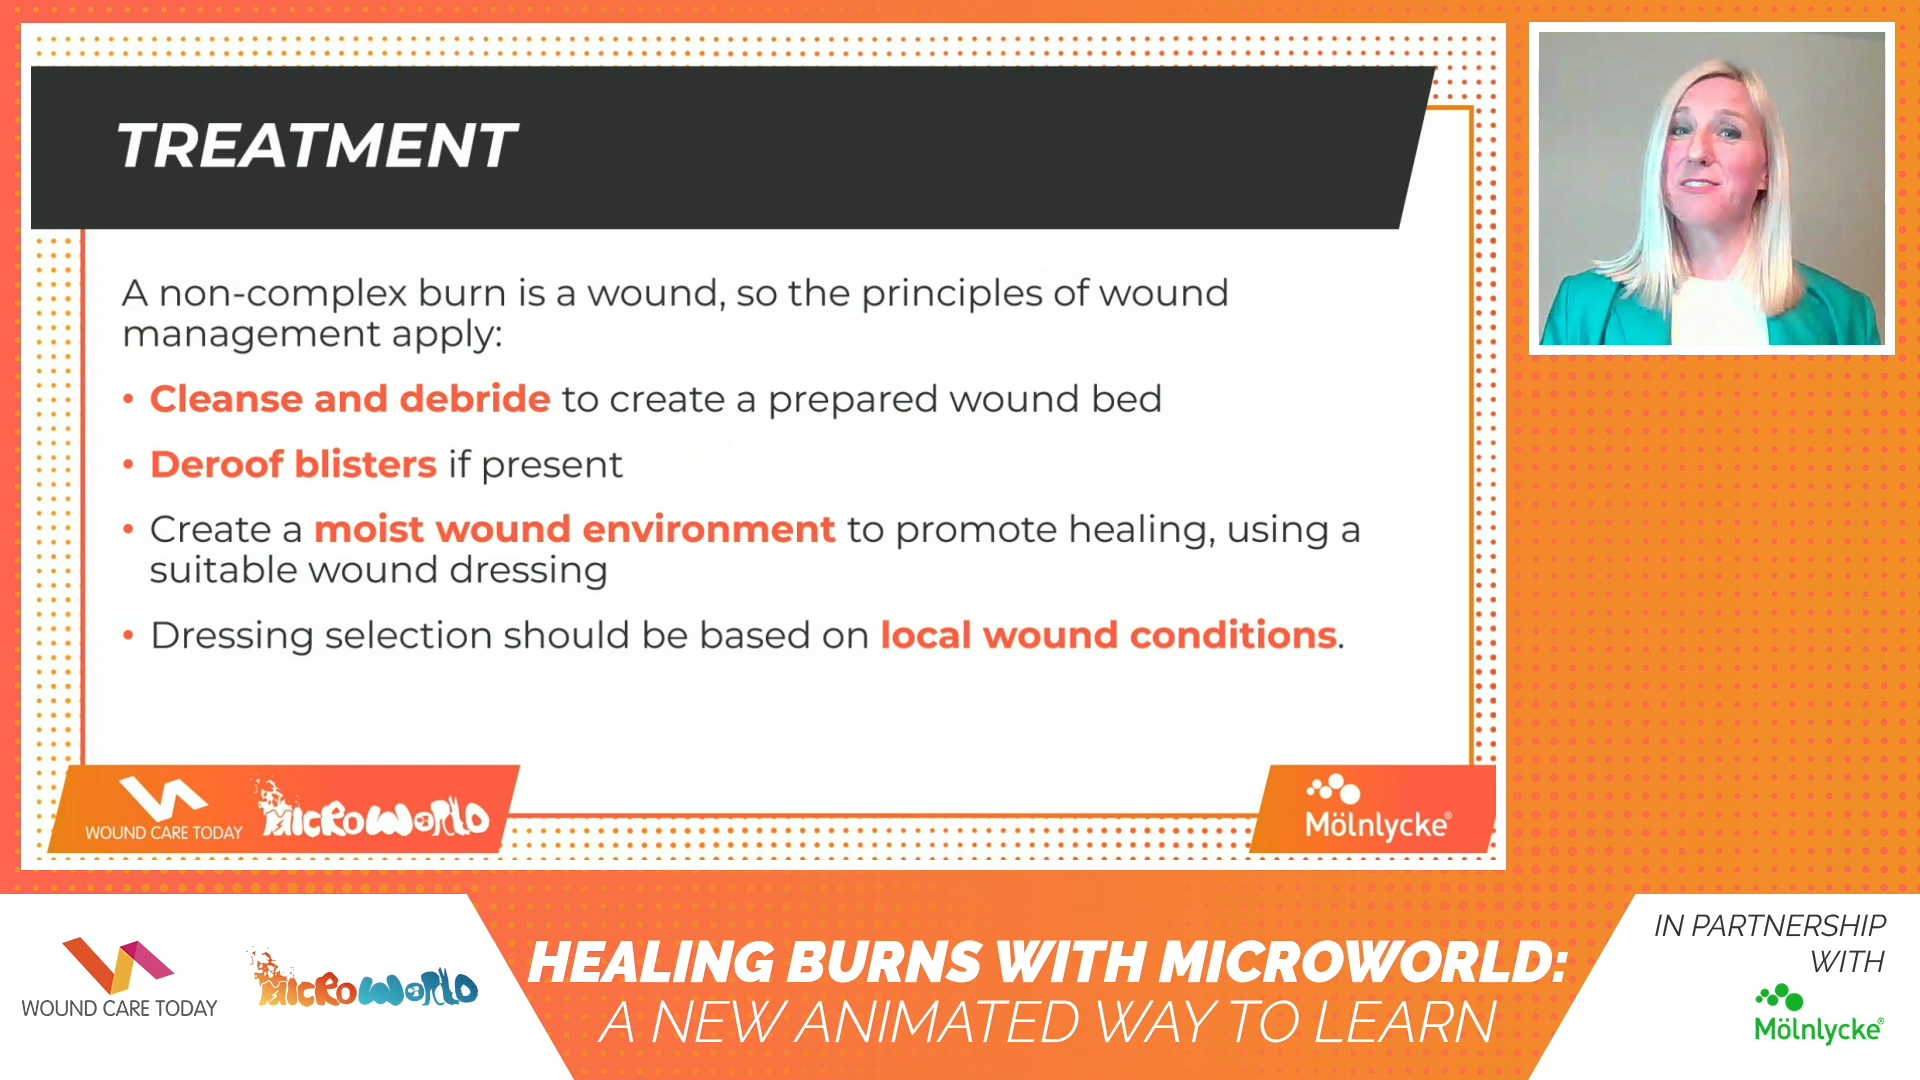 TREATMENT
A non-complex burn is a wound, so the principles of wound
management apply:
• Cleanse and debride to create a prepared wound bed
• Deroof blisters if present
• Create a moist wound environment to promote healing, using a
suitable wound dressing
• Dressing selection should be based on local wound conditions.
WOUND CARE TODAY
MICROWORLD
Mölnlycke®
WOUND CARE TODAY
MICROWORLD
HEALING BURNS WITH MICROWORLD:
A NEW ANIMATED WAY TO LEARN
IN PARTNERSHIP
WITH
Mölnlycke®